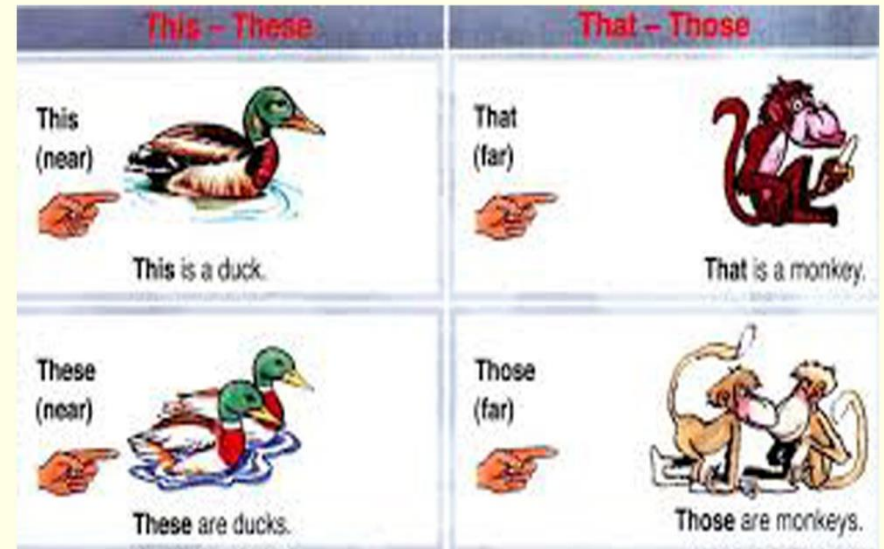 This – These
That – Those
This
(near)
This is a duck.
That
(far)
That is a monkey.
These
(near)
These are ducks.
Those
(far)
Those are monkeys.